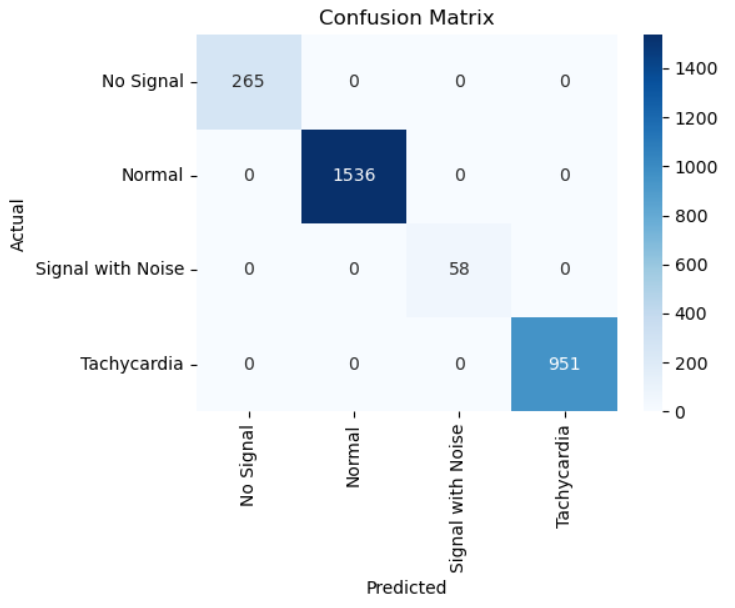 Confusion Matrix
No Signal 265 0 0 0
Normal 0 1536 0 0
Signal with Noise 0 0 58 0
Tachycardia 0 0 0 951
Actual
No Signal
Normal
Signal with Noise
Tachycardia
Predicted
1400
1200
1000
800
600
400
200
0